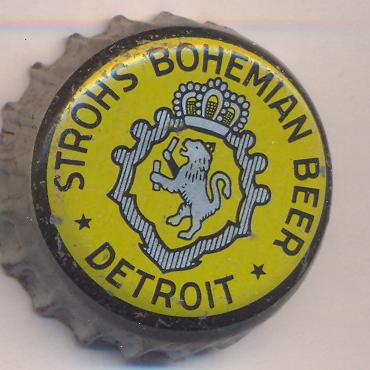 STROH'S BOHEMIAN BEER
DETROIT